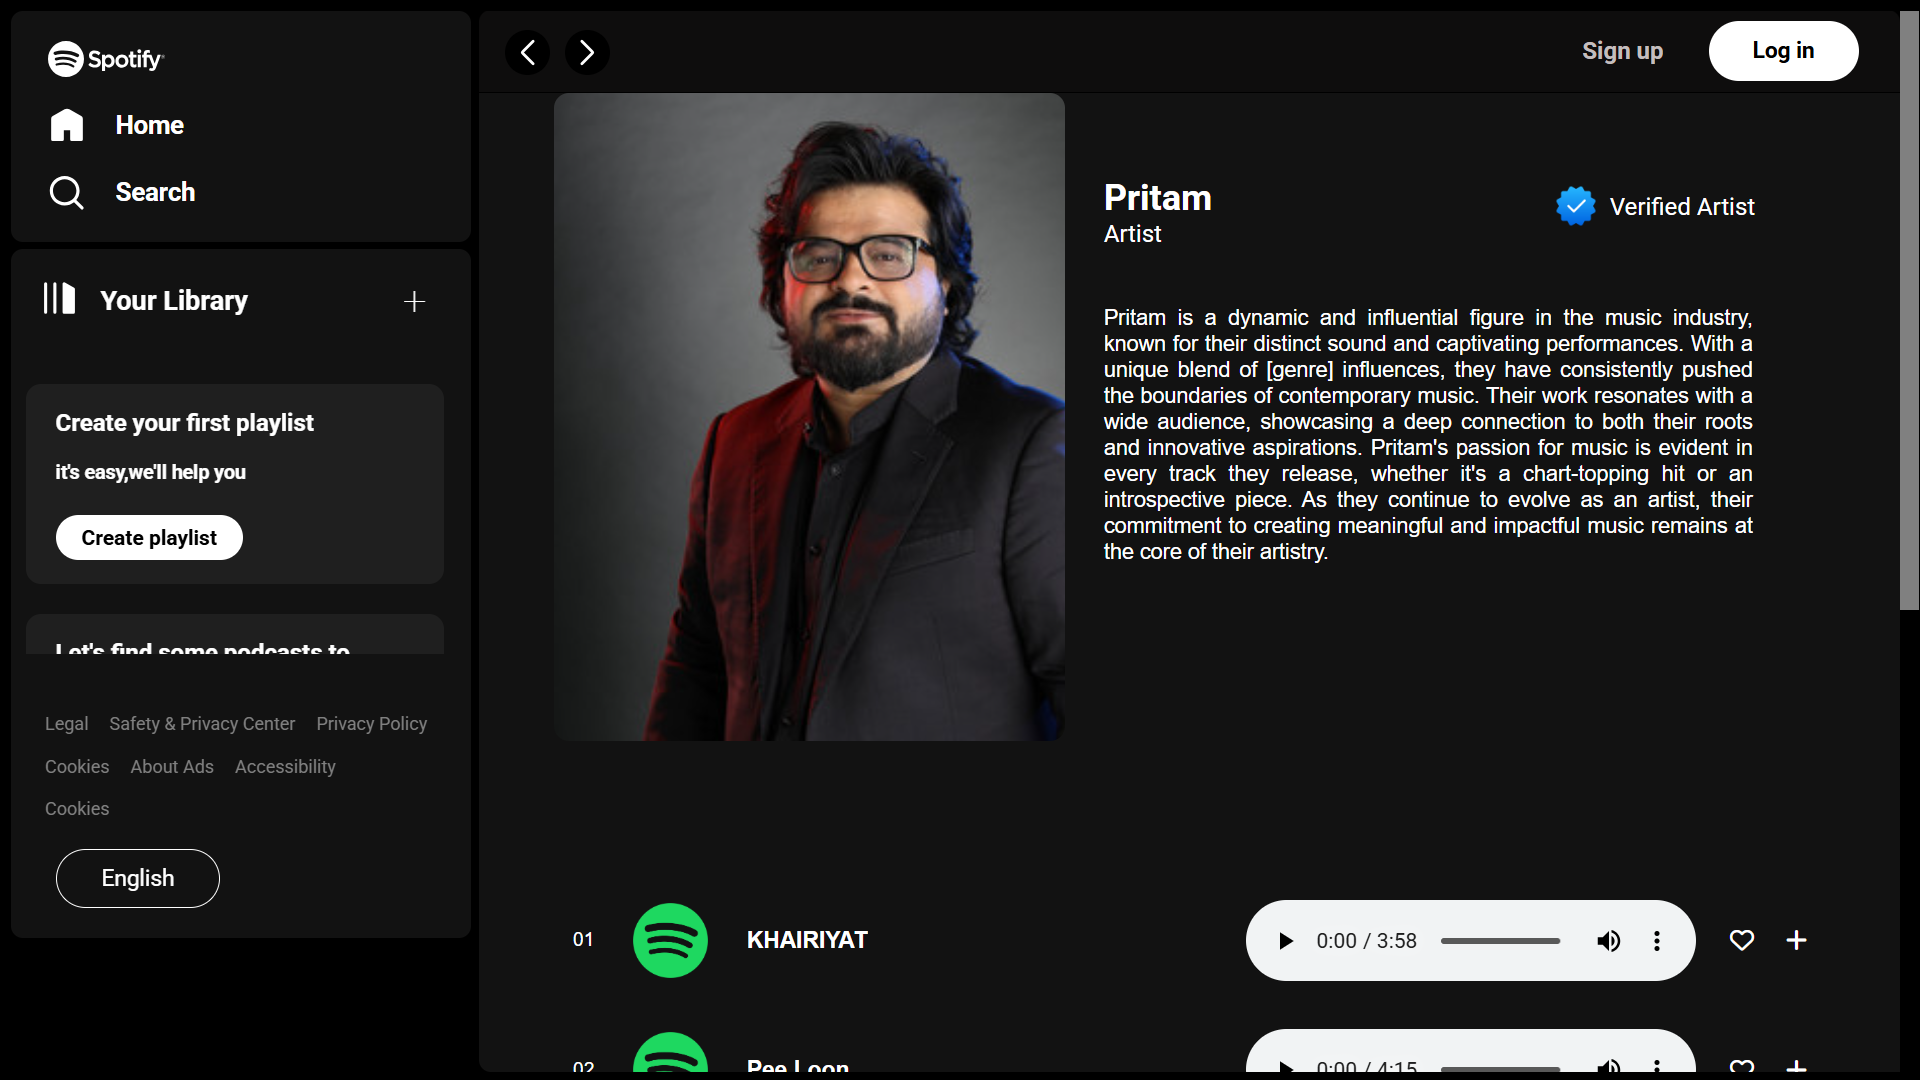 Spotify
Home
Search
Your Library
Create your first playlist
it's easy,we'll help you
Create playlist
Let's find some podcasts to
Legal Safety & Privacy Center Privacy Policy
Cookies About Ads Accessibility
Cookies
English
Sign up
Log in
Pritam
Artist
Verified Artist
Pritam is a dynamic and influential figure in the music industry,
known for their distinct sound and captivating performances. With a
unique blend of [genre] influences, they have consistently pushed
the boundaries of contemporary music. Their work resonates with a
wide audience, showcasing a deep connection to both their roots
and innovative aspirations. Pritam's passion for music is evident in
every track they release, whether it's a chart-topping hit or an
introspective piece. As they continue to evolve as an artist, their
commitment to creating meaningful and impactful music remains at
the core of their artistry.
01 KHAIRIYAT 0:00 / 3:58
02 Pee Loon 0:00 / 4:15